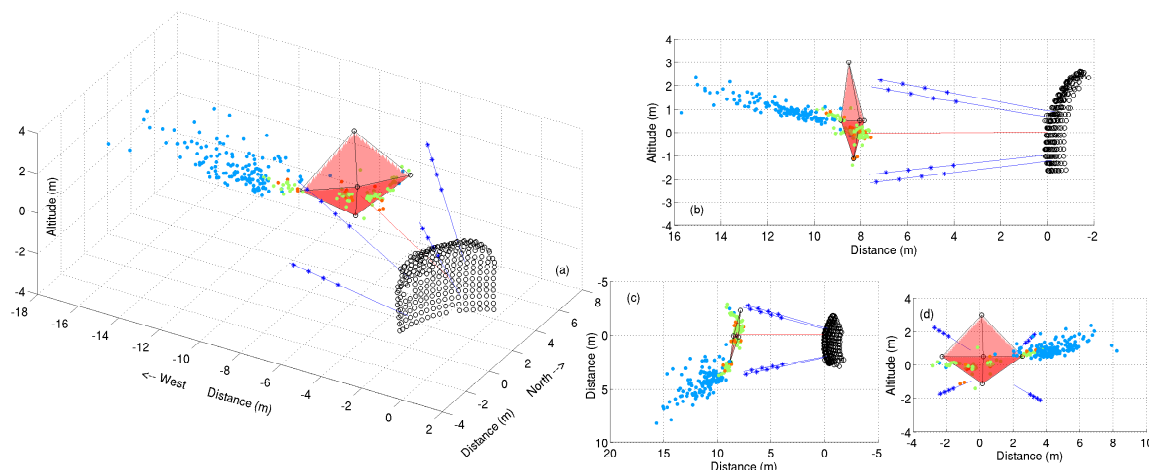 4
2
0
-2
-4
Altitude (m)
-18
-16
-14
-12
-10
-8
-6
-4
-2
0
2
<-- West Distance (m)
-4
-2
0
2
4
6
8
Distance (m) North -->
(a)
4
3
2
1
0
-1
-2
-3
-4
Altitude (m)
(b)
16 14 12 10 8 6 4 2 0 -2
Distance (m)
-5
0
5
10
Distance (m)
(c)
20 15 10 5 0 -5
Distance (m)
4
2
0
-2
-4
Altitude (m)
(d)
-4 -2 0 2 4 6 8 10
Distance (m)